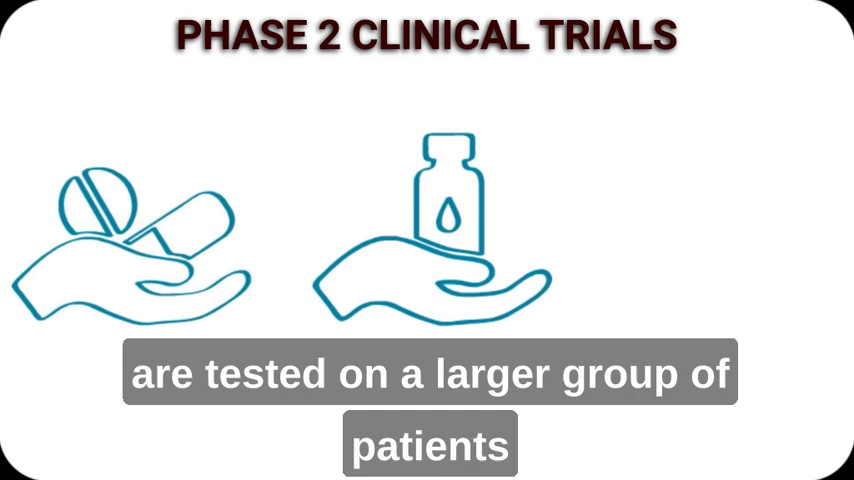 PHASE 2 CLINICAL TRIALS
are tested on a larger group of
patients